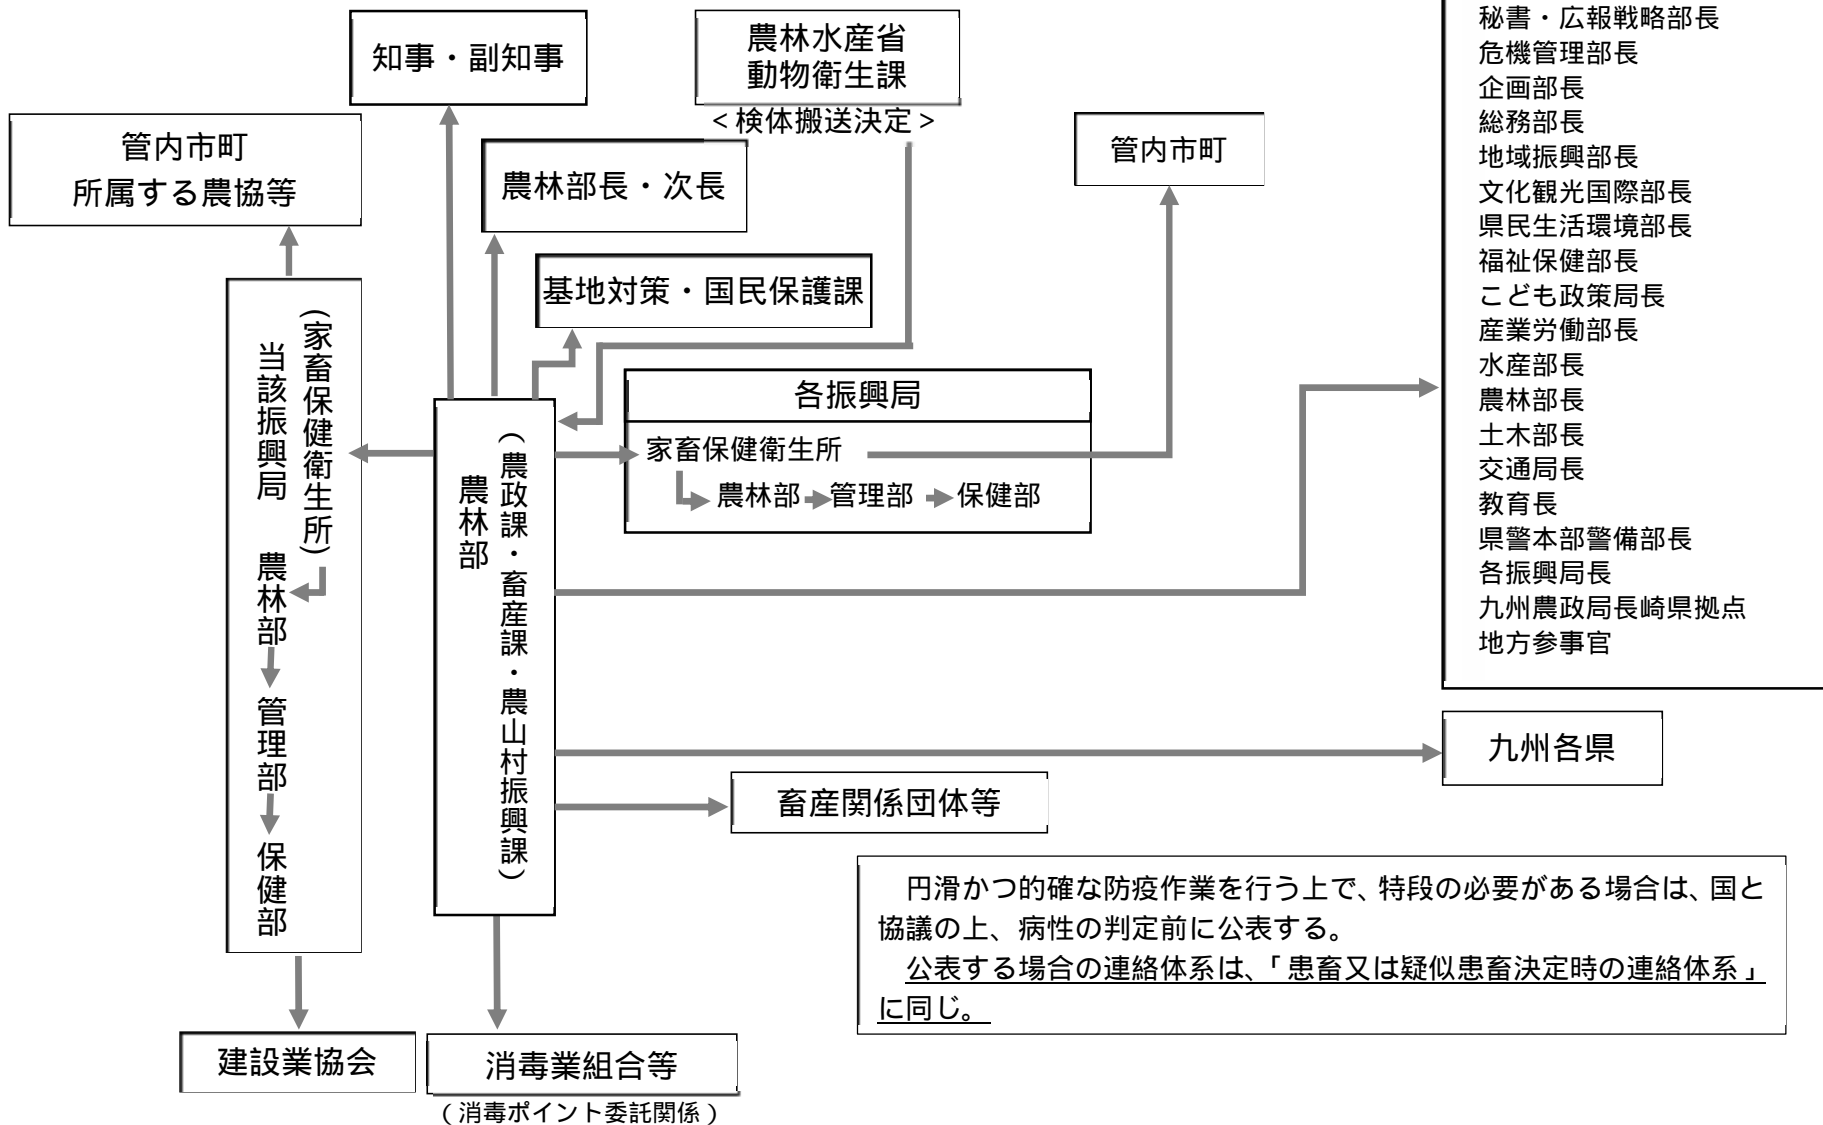 知事・副知事
農林水産省
動物衛生課
<検体搬送決定>
管内市町
所属する農協等
農林部長・次長
管内市町
基地対策・国民保護課
(家畜保健衛生所)
当該振興局 農林部
管理部
保健部
(農政課・畜産課・農山村振興課)
農林部
各振興局
家畜保健衛生所
農林部 管理部 保健部
秘書・広報戦略部長
危機管理部長
企画部長
総務部長
地域振興部長
文化観光国際部長
県民生活環境部長
福祉保健部長
こども政策局長
産業労働部長
水産部長
農林部長
土木部長
交通局長
教育長
県警本部警備部長
各振興局長
九州農政局長崎県拠点
地方参事官
九州各県
畜産関係団体等
円滑かつ的確な防疫作業を行う上で、特段の必要がある場合は、国と
協議の上、病性の判定前に公表する。
公表する場合の連絡体系は、「患畜又は疑似患畜決定時の連絡体系」
に同じ。
建設業協会
消毒業組合等
(消毒ポイント委託関係)